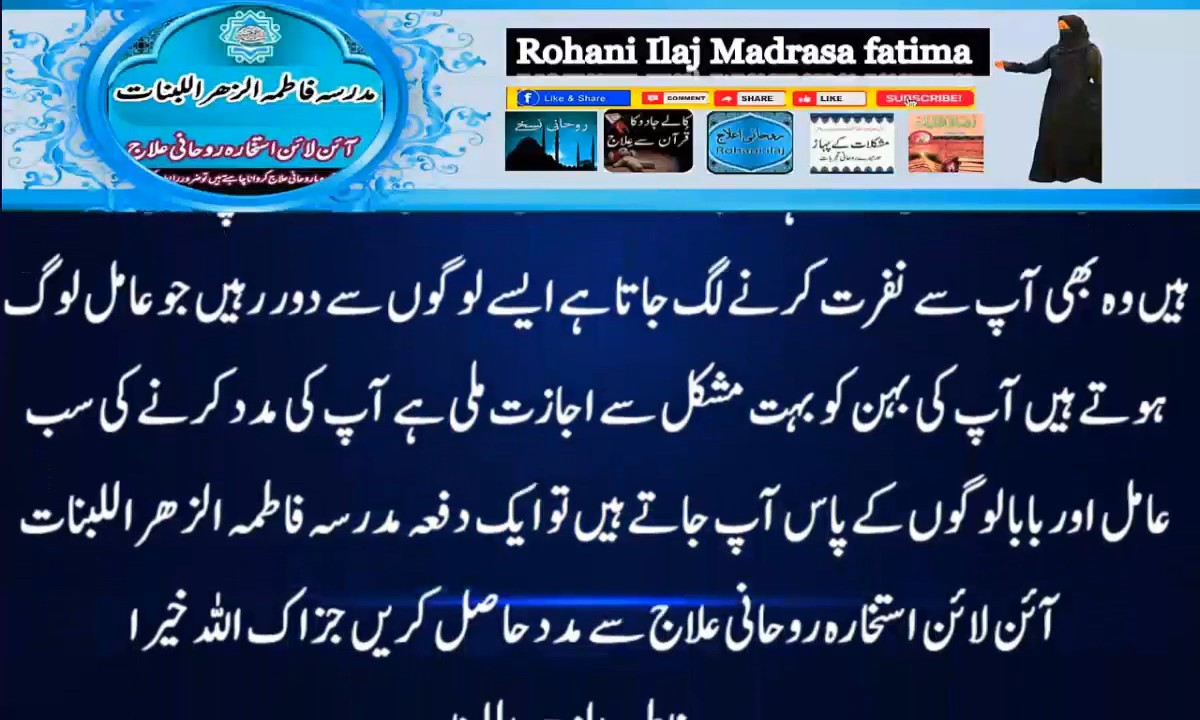 مدرسہ فاطمہ الزھرا اللبنات
آئن لائن استخارہ روحانی علاج
Rohani Ilaj Madrasa fatima
Like & Share
COMMENT
SHARE
LIKE
SUBSCRIBE!
روحانی نسخے
کالے جادو کا
قرآن سے علاج
روحانی علاج
Rohani Ilaj
مشکلات کے پہاڑ
ہیں وہ بھی آپ سے نفرت کرنے لگ جاتا ہے ایسے لوگوں سے دور رہیں جو عامل لوگ
ہوتے ہیں آپ کی بہن کو بہت مشکل سے اجازت ملی ہے آپ کی مدد کرنے کی سب
عامل اور بابا لوگوں کے پاس آپ جاتے ہیں تو ایک دفعہ مدرسہ فاطمہ الزھرا اللبنات
آئن لائن استخارہ روحانی علاج سے مدد حاصل کریں جزاک اللہ خیرا